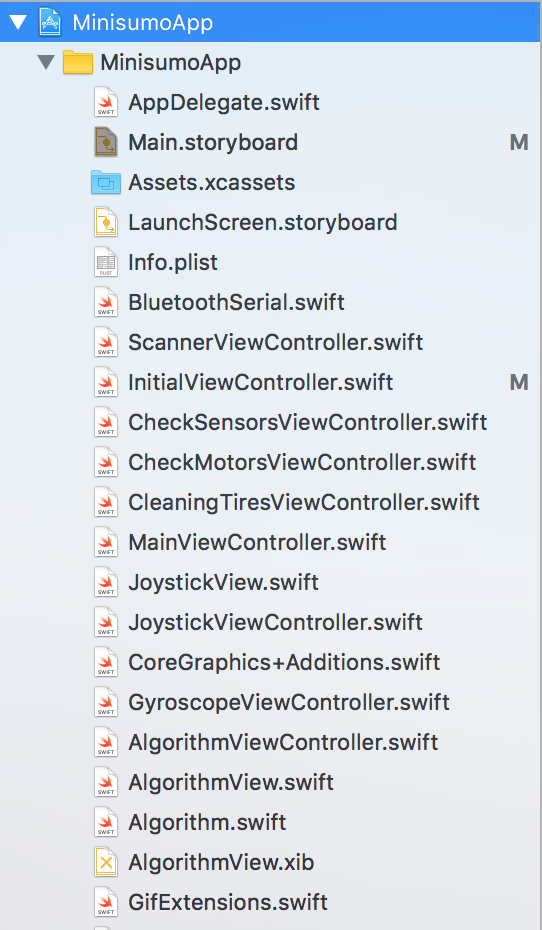 MinisumoApp
MinisumoApp
AppDelegate.swift
Main.storyboard M
Assets.xcassets
LaunchScreen.storyboard
Info.plist
BluetoothSerial.swift
ScannerViewController.swift
InitialViewController.swift M
CheckSensorsViewController.swift
CheckMotorsViewController.swift
CleaningTiresViewController.swift
MainViewController.swift
JoystickView.swift
JoystickViewController.swift
CoreGraphics+Additions.swift
GyroscopeViewController.swift
AlgorithmViewController.swift
AlgorithmView.swift
Algorithm.swift
AlgorithmView.xib
GifExtensions.swift